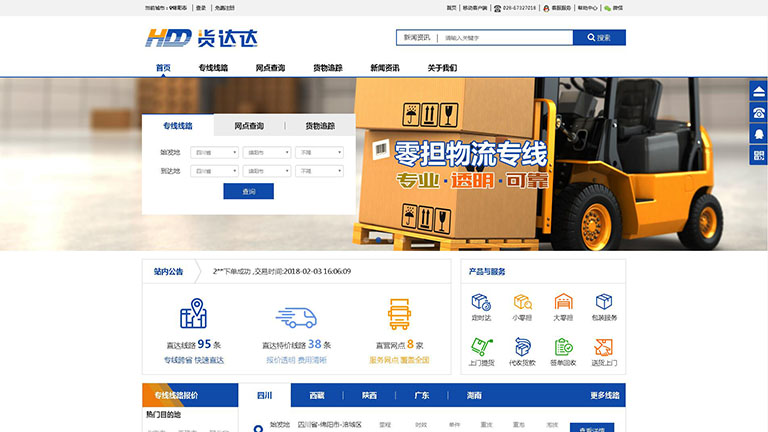 当前城市：绵阳市 | 登录 | 免费注册
首页 | 移动客户端 | 029-67327018 | 客服服务 | 帮助中心 | 微信
HDD 货达达
新闻资讯 | 请输入关键字 搜索
首页 专线线路 网点查询 货物追踪 新闻资讯 关于我们
专线线路 网点查询 | 货物追踪
始发地 四川省 绵阳市 不限
到达地 四川省 绵阳市 不限
查询
零担物流专线
专业·透明·可靠
站内公告 2**下单成功 ,交易时间:2018-02-03 16:06:09
直达线路 95 条
专线跨省 快速直达
直达特价线路 38 条
报价透明 费用清晰
直营网点 8 家
服务网点 覆盖全国
产品与服务
定时达 小零担 大零担 包装服务
上门提货 代收货款 签单回收 送货上门
专线线路报价 四川 西藏 陕西 广东 湖南 更多线路
热门目的地
始发地 四川省-绵阳市-涪城区 里程 时效 条件 重货 重泡 泡货
查看详情